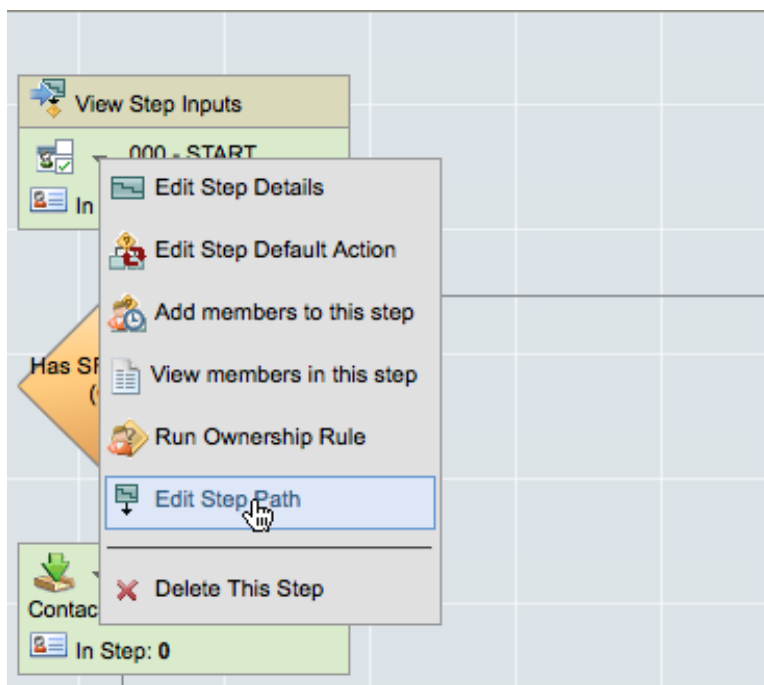 View Step Inputs
000 - START
In
Edit Step Details
Edit Step Default Action
Add members to this step
View members in this step
Run Ownership Rule
Edit Step Path
Delete This Step
Has
(
Contac
In Step: 0